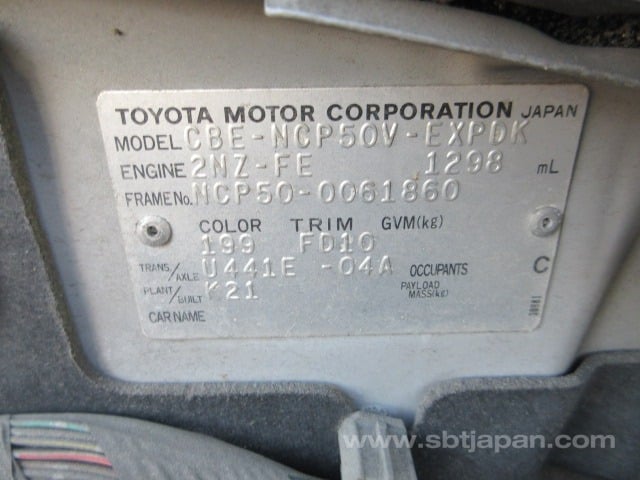 TOYOTA MOTOR CORPORATION JAPAN
MODEL CBE-NCP50V-EXPDK
ENGINE 2NZ-FE 1298 mL
FRAME No. NCP50-0061860
COLOR TRIM GVM(kg)
199 FD10
TRANS./AXLE U441E -04A OCCUPANTS C
PLANT/BUILT K21 PAYLOAD MASS(kg)
CAR NAME
www.sbtjapan.com